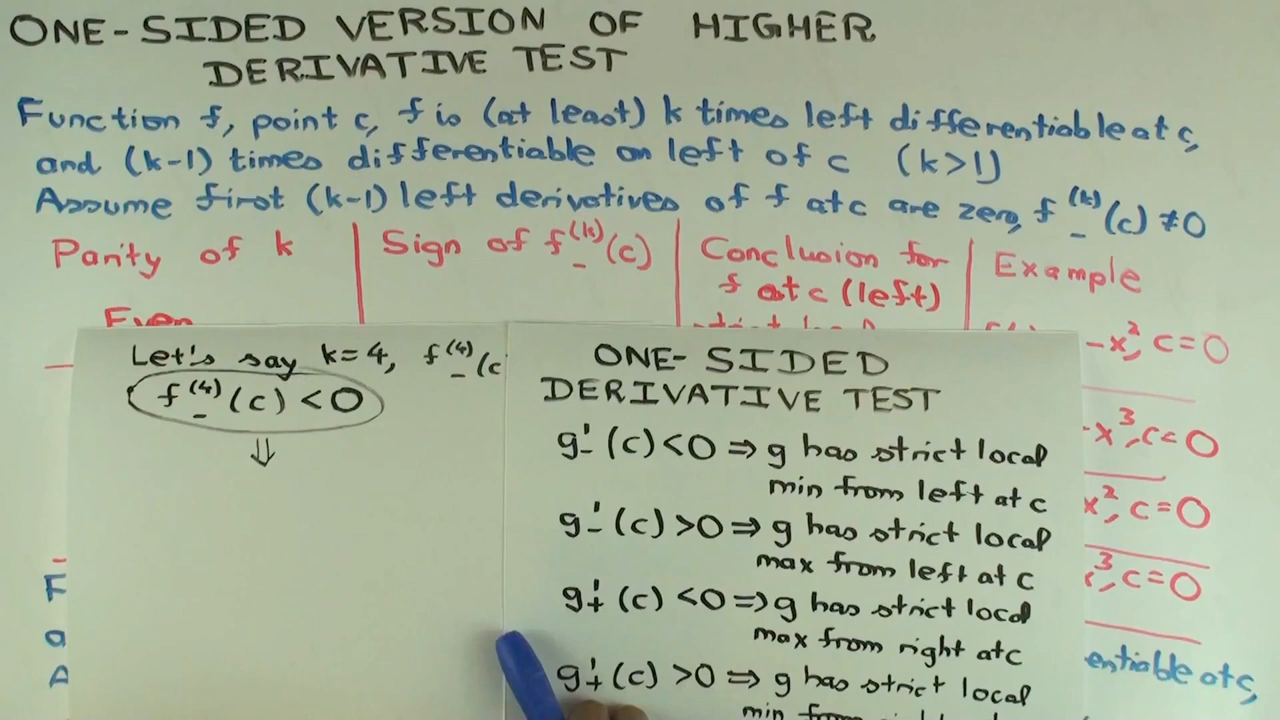 ONE-SIDED VERSION OF HIGHER
DERIVATIVE TEST
Function f, point c, f is (at least) k times left differentiable at c,
and (k-1) times differentiable on left of c (k>1)
Assume first (k-1) left derivatives of f at c are zero, f₋⁽ᵏ⁾(c) ≠0
Parity of k
Even
Sign of f₋⁽ᵏ⁾(c)
Conclusion for
f at c (left)
Example
-x², c=0
-x³, c=0
x², c=0
x³, c=0
Let's say k=4, f₋⁽⁴⁾(c
f₋⁽⁴⁾(c) <0
⇓
ONE-SIDED
DERIVATIVE TEST
g'₋(c)<0 ⇒ g has strict local
min from left at c
g'₋(c) >0 ⇒ g has strict local
max from left at c
g'₊(c) <0 ⇒ g has strict local
max from right at c
g'₊(c) >0 ⇒ g has strict local
min from
F
a
A
entiable at c,